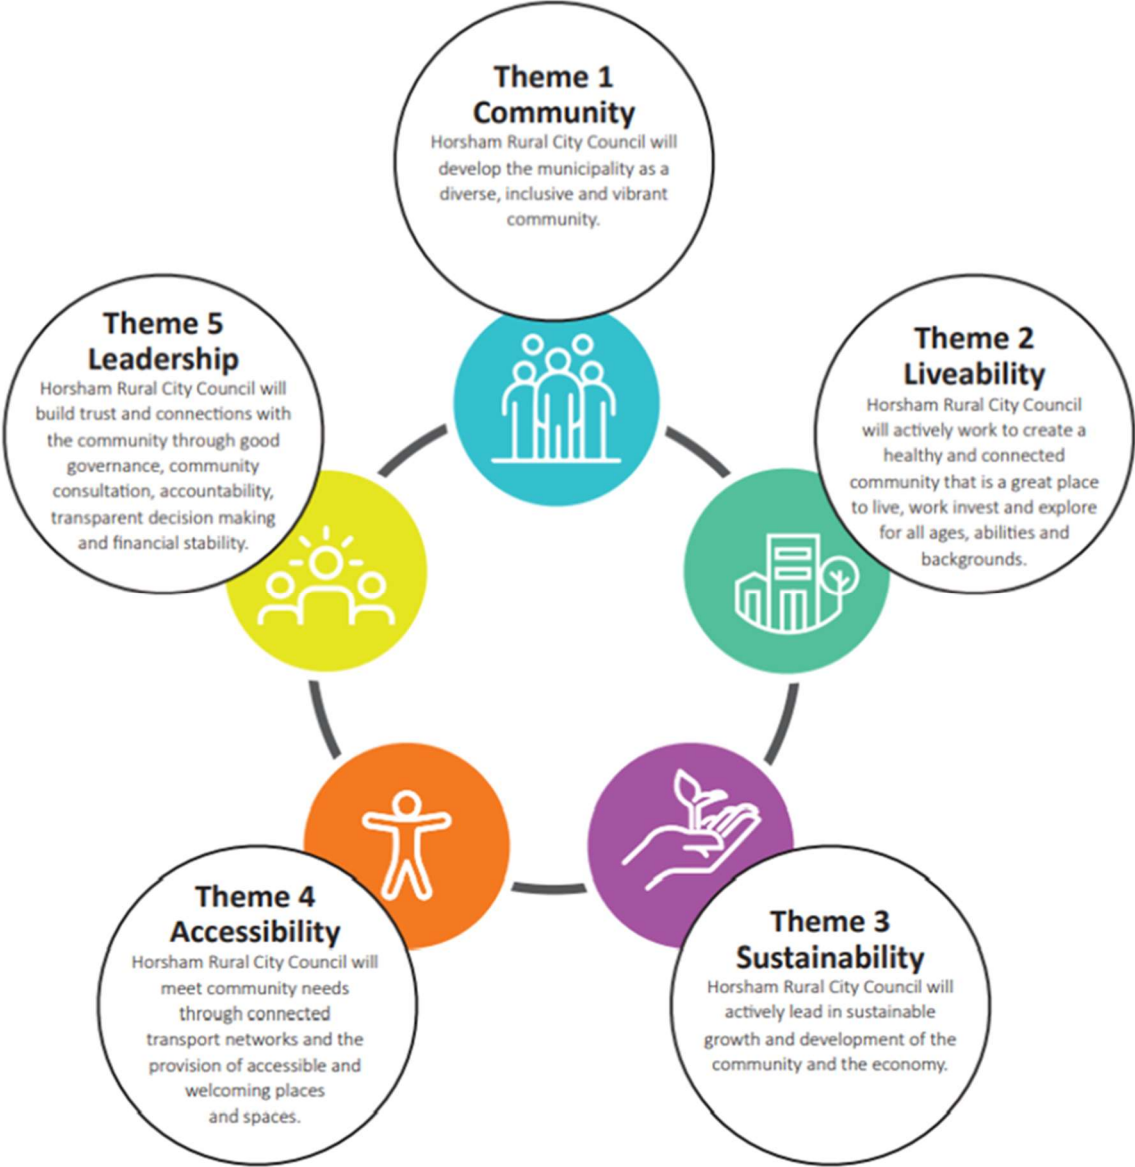 Theme 1
Community
Horsham Rural City Council will
develop the municipality as a
diverse, inclusive and vibrant
community.
Theme 2
Liveability
Horsham Rural City Council
will actively work to create a
healthy and connected
community that is a great place
to live, work invest and explore
for all ages, abilities and
backgrounds.
Theme 3
Sustainability
Horsham Rural City Council will
actively lead in sustainable
growth and development of the
community and the economy.
Theme 4
Accessibility
Horsham Rural City Council will
meet community needs
through connected
transport networks and the
provision of accessible and
welcoming places
and spaces.
Theme 5
Leadership
Horsham Rural City Council will
build trust and connections with
the community through good
governance, community
consultation, accountability,
transparent decision making
and financial stability.